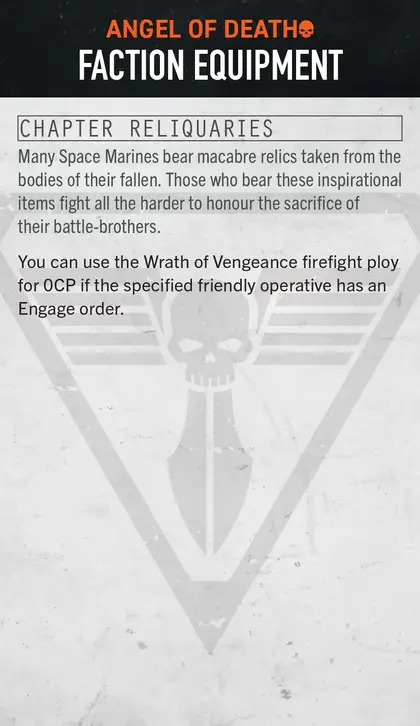 ANGEL OF DEATH
FACTION EQUIPMENT
CHAPTER RELIQUARIES
Many Space Marines bear macabre relics taken from the
bodies of their fallen. Those who bear these inspirational
items fight all the harder to honour the sacrifice of
their battle-brothers.
You can use the Wrath of Vengeance firefight ploy
for 0CP if the specified friendly operative has an
Engage order.